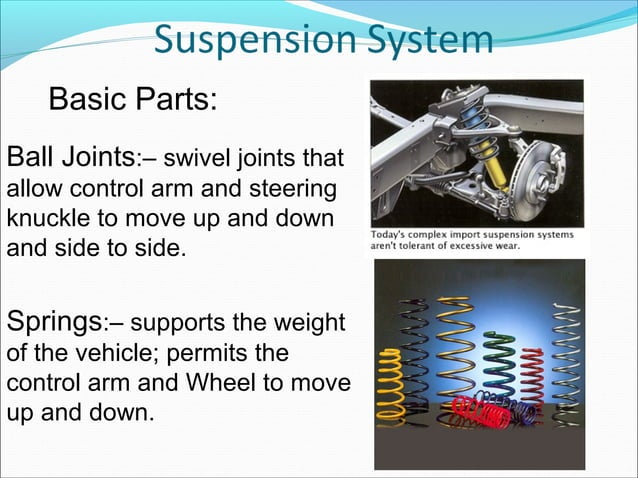 Suspension System
Basic Parts:
Ball Joints:– swivel joints that
allow control arm and steering
knuckle to move up and down
and side to side.
Today's complex import suspension systems
aren't tolerant of excessive wear.
Springs:– supports the weight
of the vehicle; permits the
control arm and Wheel to move
up and down.